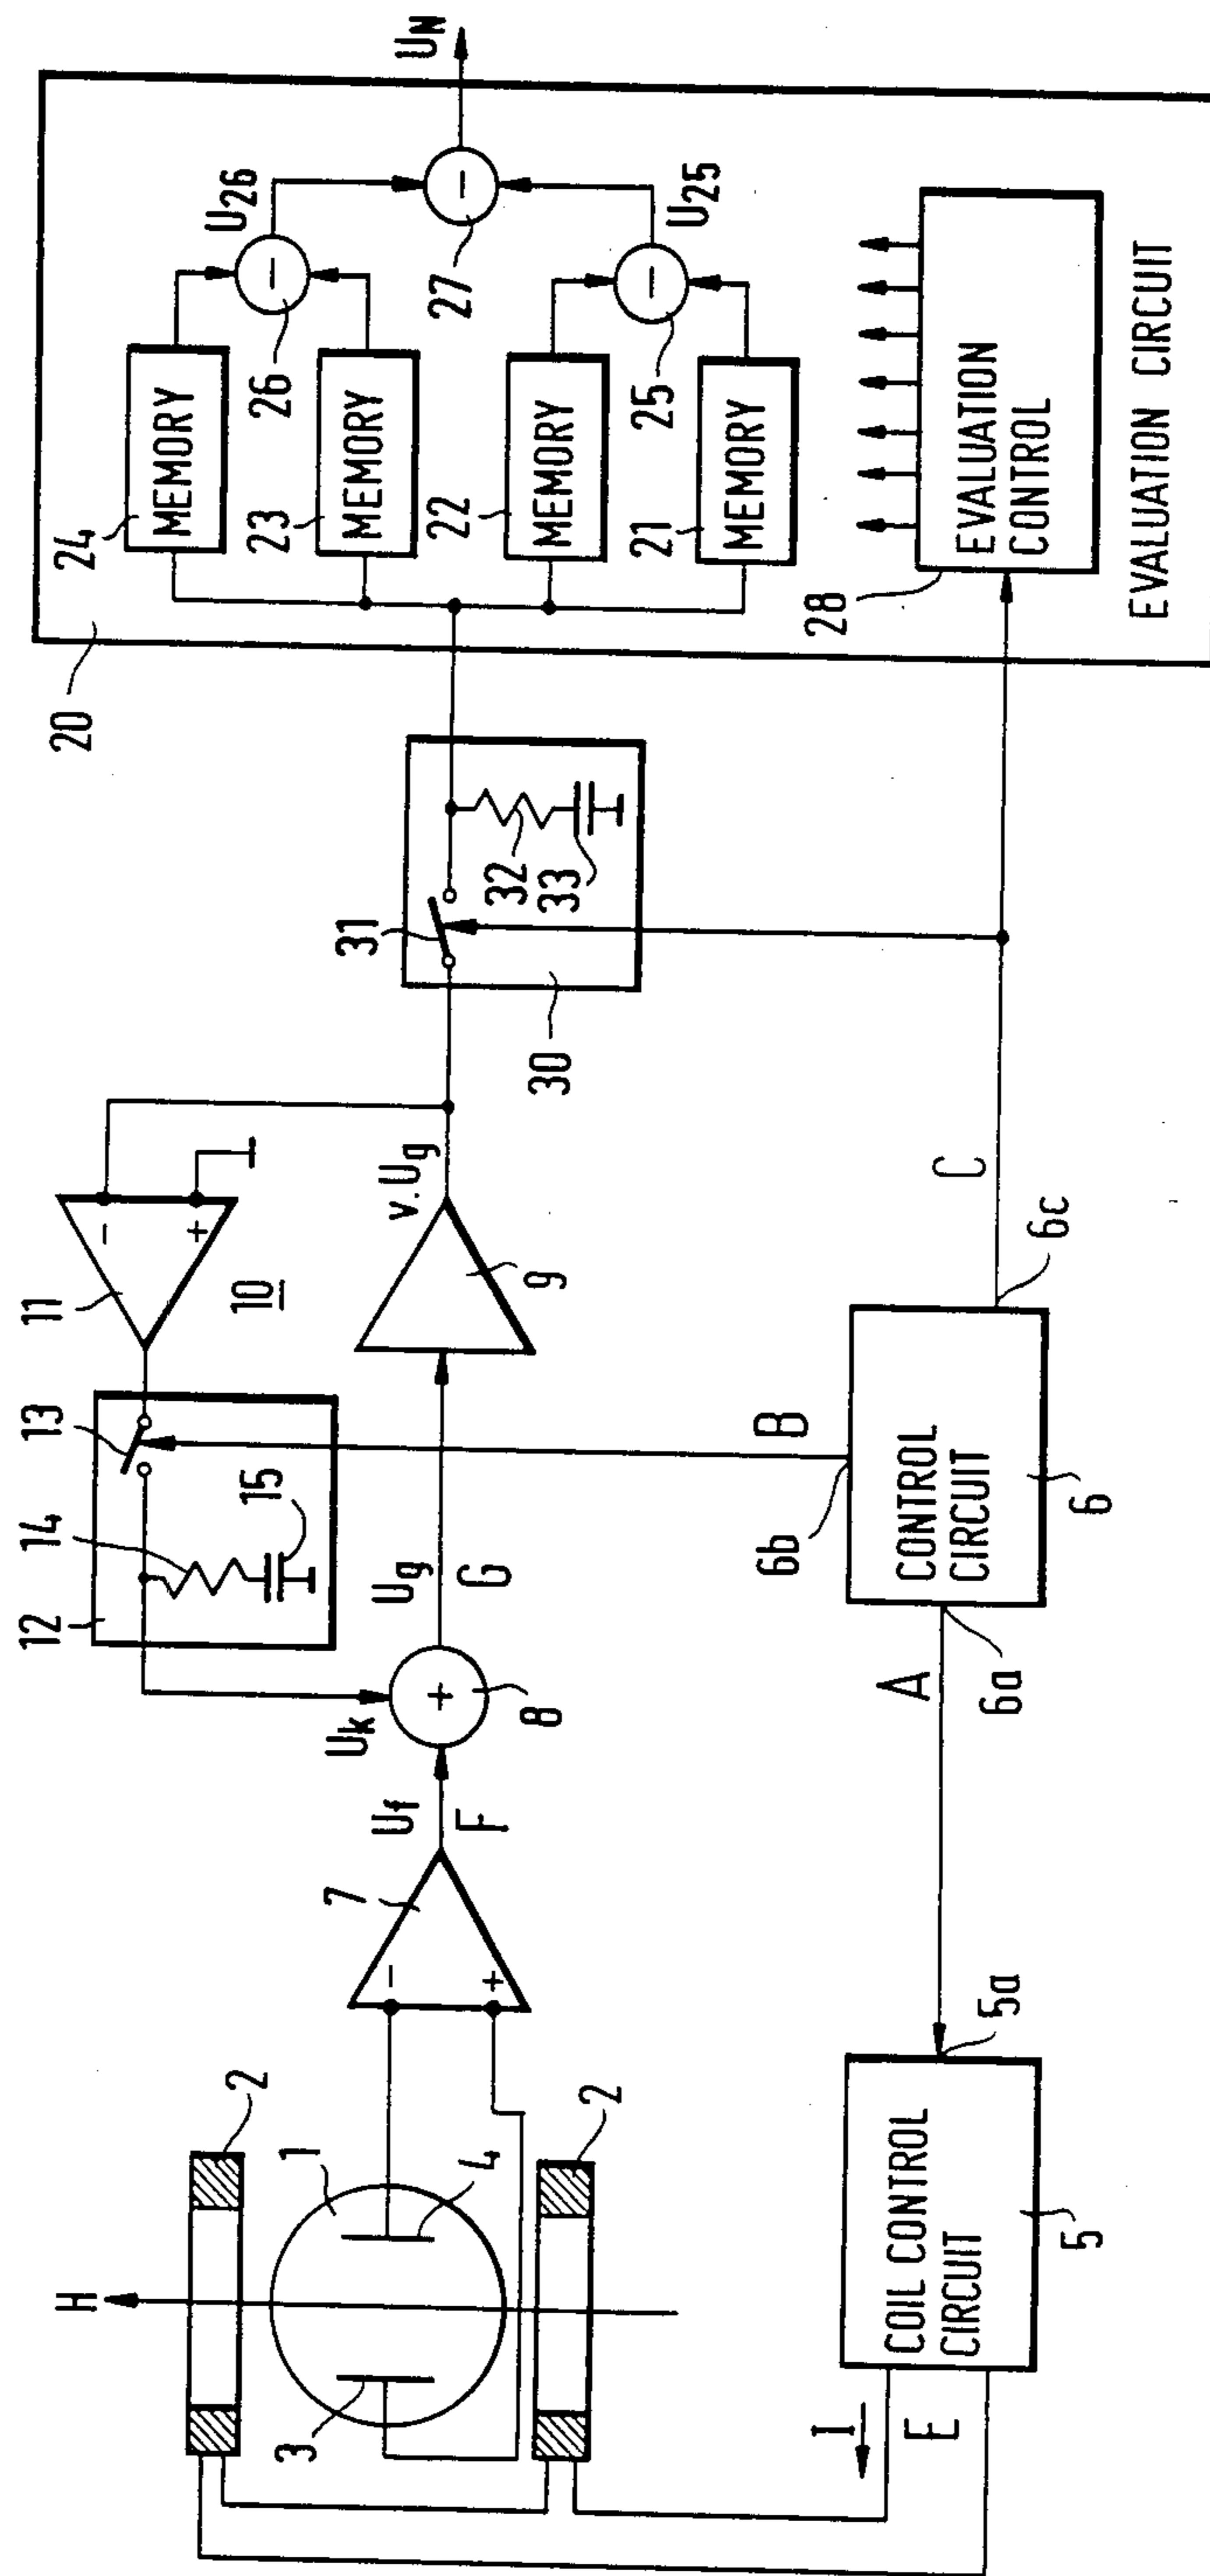 H
1
2
2
3
4
I
E
COIL CONTROL
CIRCUIT
5
5a
7
-
+
Uf
F
Uk
+
8
Ug
G
12
13
14
15
11
-
+
10
v.Ug
9
A
6a
6b
B
CONTROL
CIRCUIT
6
6c
C
30
31
32
33
20
24
MEMORY
23
MEMORY
22
MEMORY
21
MEMORY
26
-
U26
25
-
U25
27
-
UN
28
EVALUATION
CONTROL
EVALUATION CIRCUIT